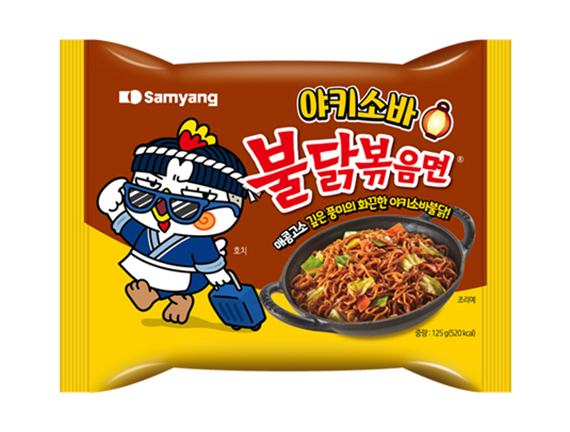 Samyang
야키소바
불닭볶음면®
매콤고소 깊은 풍미의 화끈한 야키소바불닭!
호치
조리예
중량 : 125 g(520 kcal)